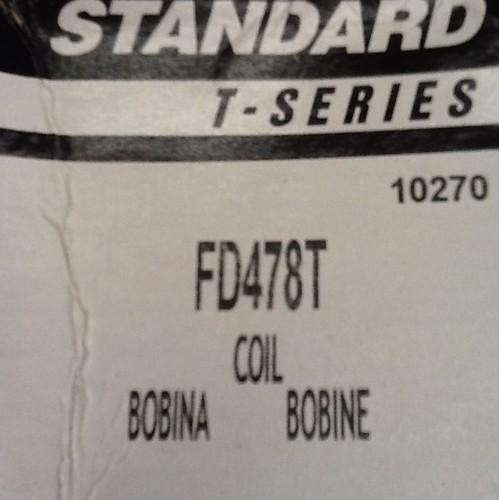 STANDARD
T-SERIES
10270
FD478T
COIL
BOBINA BOBINE